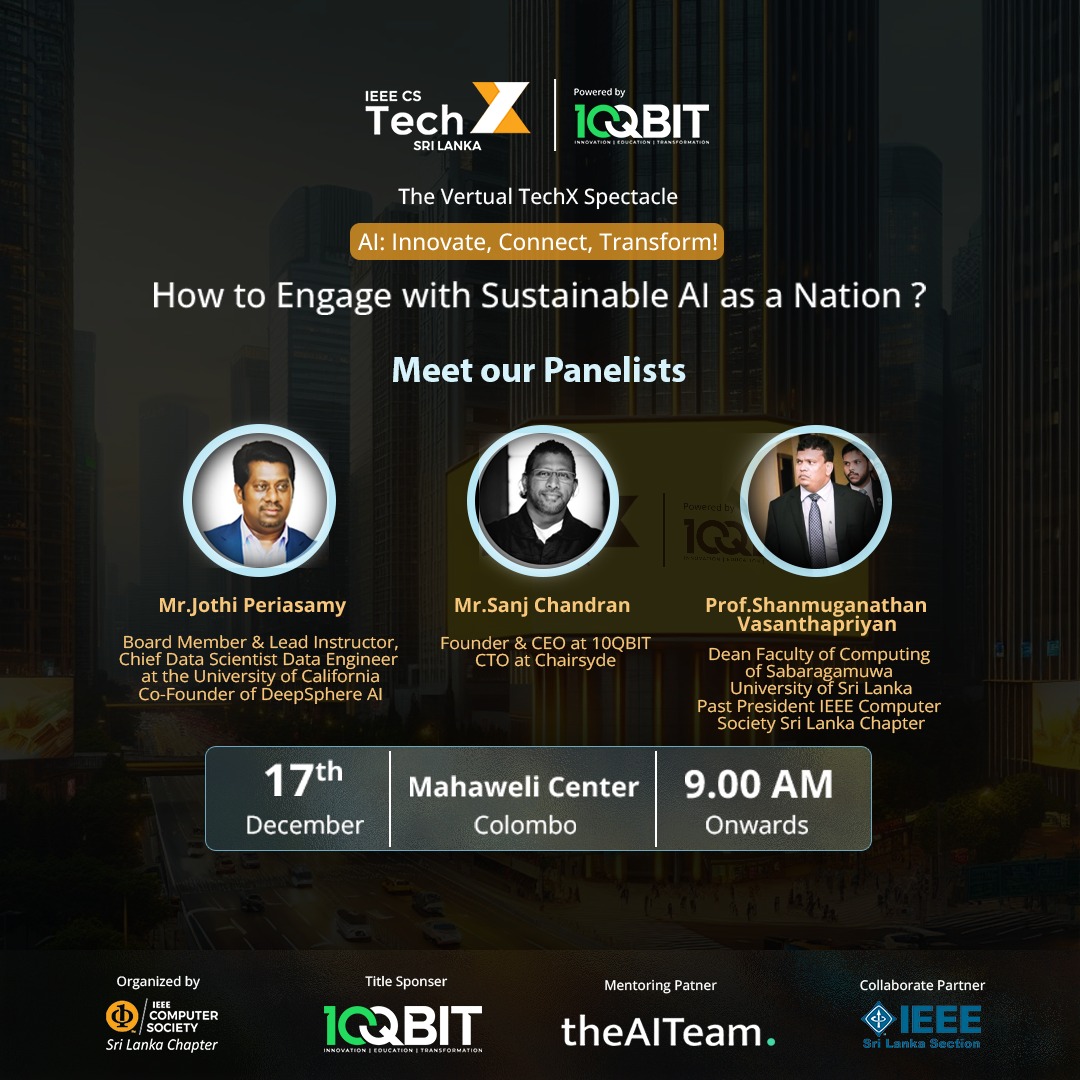 IEEE CS
TechX
SRI LANKA
Powered by
10QBIT
INNOVATION | EDUCATION | TRANSFORMATION
The Vertual TechX Spectacle
AI: Innovate, Connect, Transform!
How to Engage with Sustainable AI as a Nation ?
Meet our Panelists
Powered by
Mr.Jothi Periasamy
Board Member & Lead Instructor,
Chief Data Scientist Data Engineer
at the University of California
Co-Founder of DeepSphere AI
Mr.Sanj Chandran
Founder & CEO at 10QBIT
CTO at Chairsyde
Prof.Shanmuganathan
Vasanthapriyan
Dean Faculty of Computing
of Sabaragamuwa
University of Sri Lanka
Past President IEEE Computer
Society Sri Lanka Chapter
17th
December
Mahaweli Center
Colombo
9.00 AM
Onwards
Organized by
IEEE
COMPUTER
SOCIETY
Sri Lanka Chapter
Title Sponser
10QBIT
INNOVATION | EDUCATION | TRANSFORMATION
Mentoring Patner
theAITeam.
Collaborate Partner
IEEE
Sri Lanka Section